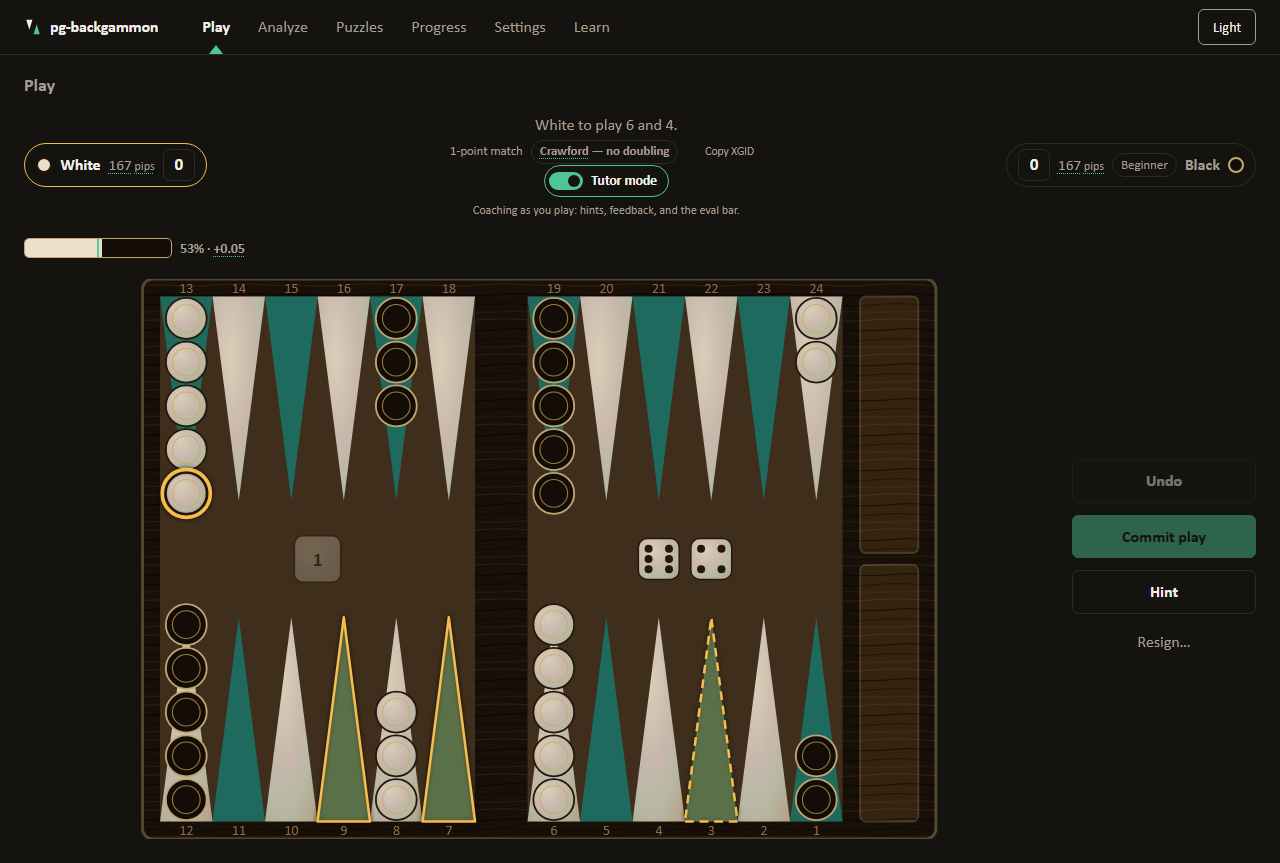 pg-backgammon Play Analyze Puzzles Progress Settings Learn Light
Play
White to play 6 and 4.
White 167 pips 0
1-point match Crawford — no doubling Copy XGID
0 167 pips Beginner Black
Tutor mode
Coaching as you play: hints, feedback, and the eval bar.
53% · +0.05
13 14 15 16 17 18 19 20 21 22 23 24
1
Undo
Commit play
Hint
Resign...
12 11 10 9 8 7 6 5 4 3 2 1